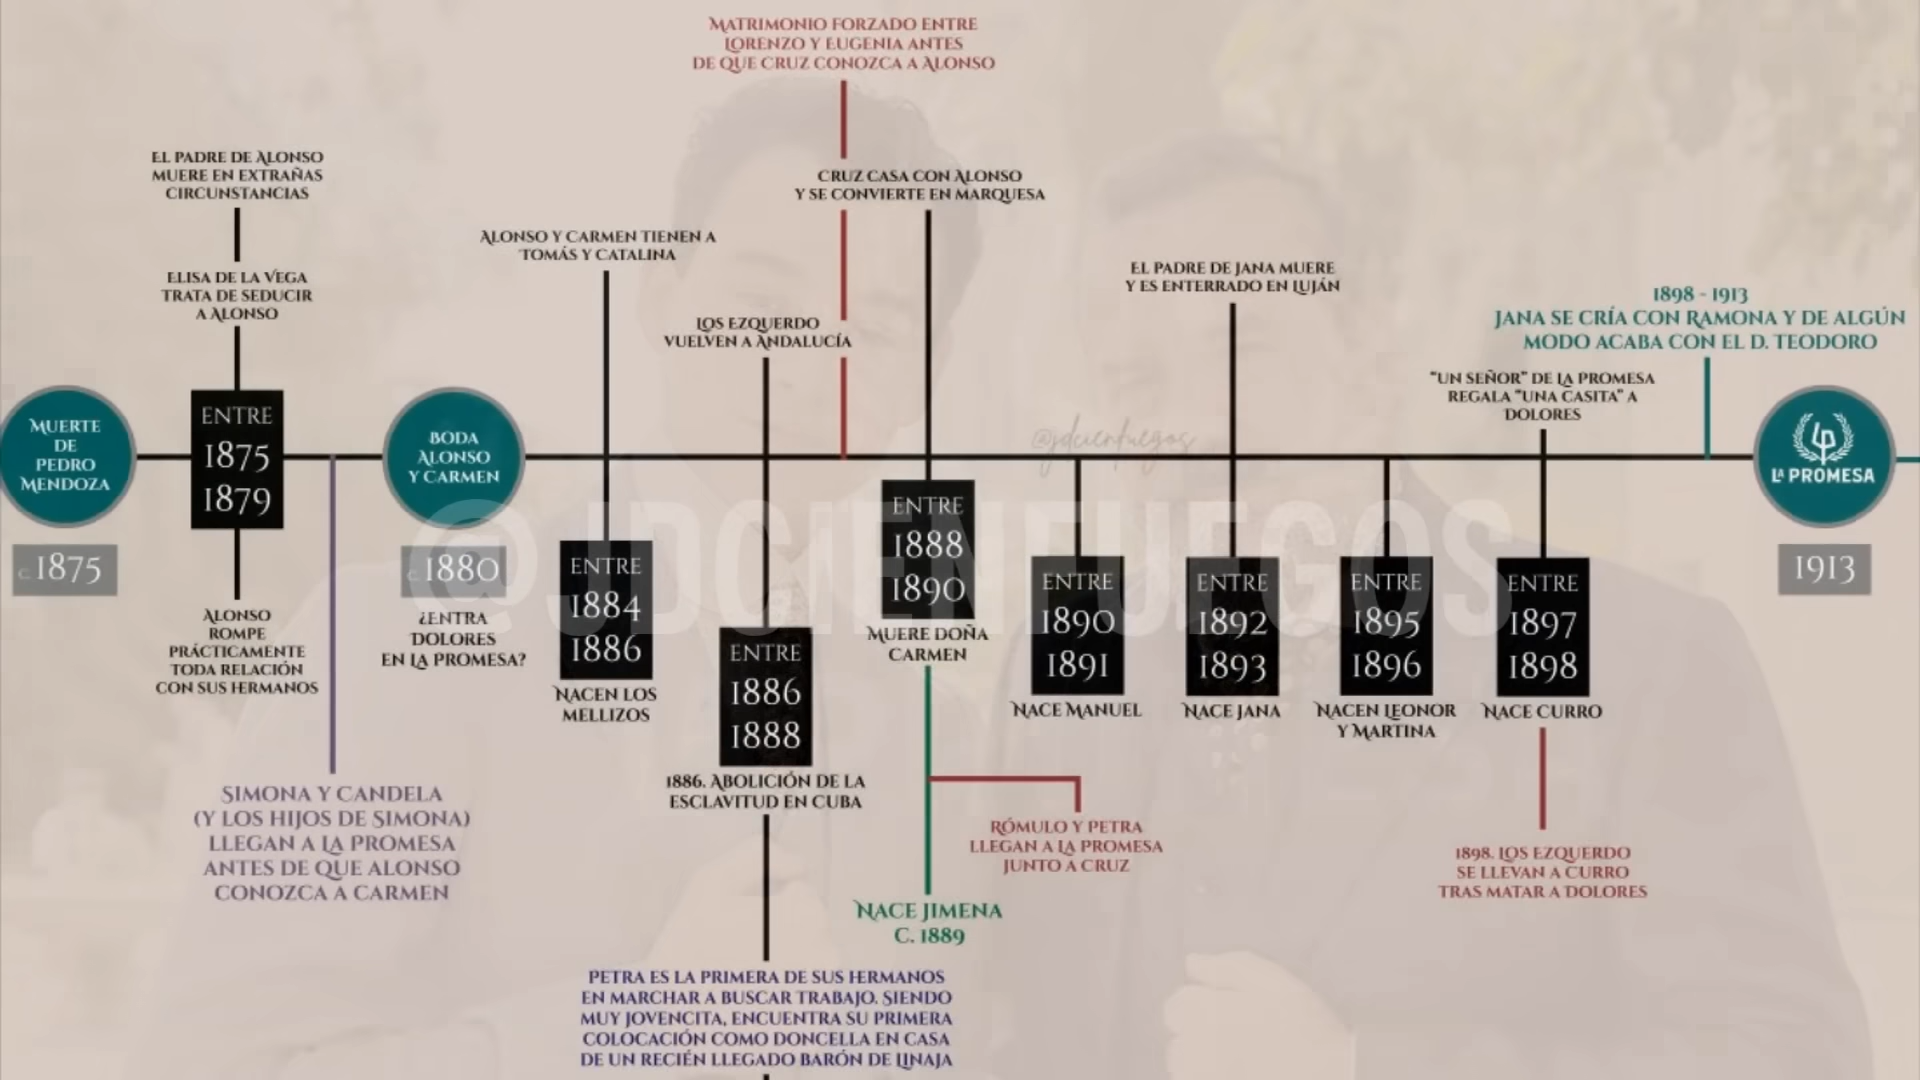 MATRIMONIO FORZADO ENTRE
LORENZO Y EUGENIA ANTES
DE QUE CRUZ CONOZCA A ALONSO
EL PADRE DE ALONSO
MUERE EN EXTRAÑAS
CIRCUNSTANCIAS
ELISA DE LA VEGA
TRATA DE SEDUCIR
A ALONSO
ALONSO Y CARMEN TIENEN A
TOMÁS Y CATALINA
LOS EZQUERDO
VUELVEN A ANDALUCÍA
CRUZ CASA CON ALONSO
Y SE CONVIERTE EN MARQUESA
EL PADRE DE JANA MUERE
Y ES ENTERRADO EN LUJÁN
"UN SEÑOR" DE LA PROMESA
REGALA "UNA CASITA" A
DOLORES
1898 - 1913
JANA SE CRÍA CON RAMONA Y DE ALGÚN
MODO ACABA CON EL D. TEODORO
MUERTE
DE
PEDRO
MENDOZA
c.1875
ENTRE
1875
1879
ALONSO
ROMPE
PRÁCTICAMENTE
TODA RELACIÓN
CON SUS HERMANOS
SIMONA Y CANDELA
(Y LOS HIJOS DE SIMONA)
LLEGAN A LA PROMESA
ANTES DE QUE ALONSO
CONOZCA A CARMEN
BODA
ALONSO
Y CARMEN
c.1880
¿ENTRA
DOLORES
EN LA PROMESA?
ENTRE
1884
1886
NACEN LOS
MELLIZOS
ENTRE
1886
1888
1886. ABOLICIÓN DE LA
ESCLAVITUD EN CUBA
PETRA ES LA PRIMERA DE SUS HERMANOS
EN MARCHAR A BUSCAR TRABAJO. SIENDO
MUY JOVENCITA, ENCUENTRA SU PRIMERA
COLOCACIÓN COMO DONCELLA EN CASA
DE UN RECIÉN LLEGADO BARÓN DE LINAJA
ENTRE
1888
1890
MUERE DOÑA
CARMEN
NACE JIMENA
C. 1889
RÓMULO Y PETRA
LLEGAN A LA PROMESA
JUNTO A CRUZ
ENTRE
1890
1891
NACE MANUEL
ENTRE
1892
1893
NACE JANA
ENTRE
1895
1896
NACEN LEONOR
Y MARTINA
ENTRE
1897
1898
NACE CURRO
1898. LOS EZQUERDO
SE LLEVAN A CURRO
TRAS MATAR A DOLORES
LP
LA PROMESA
1913
@jdcienfuegos
@JDCIENFUEGOS